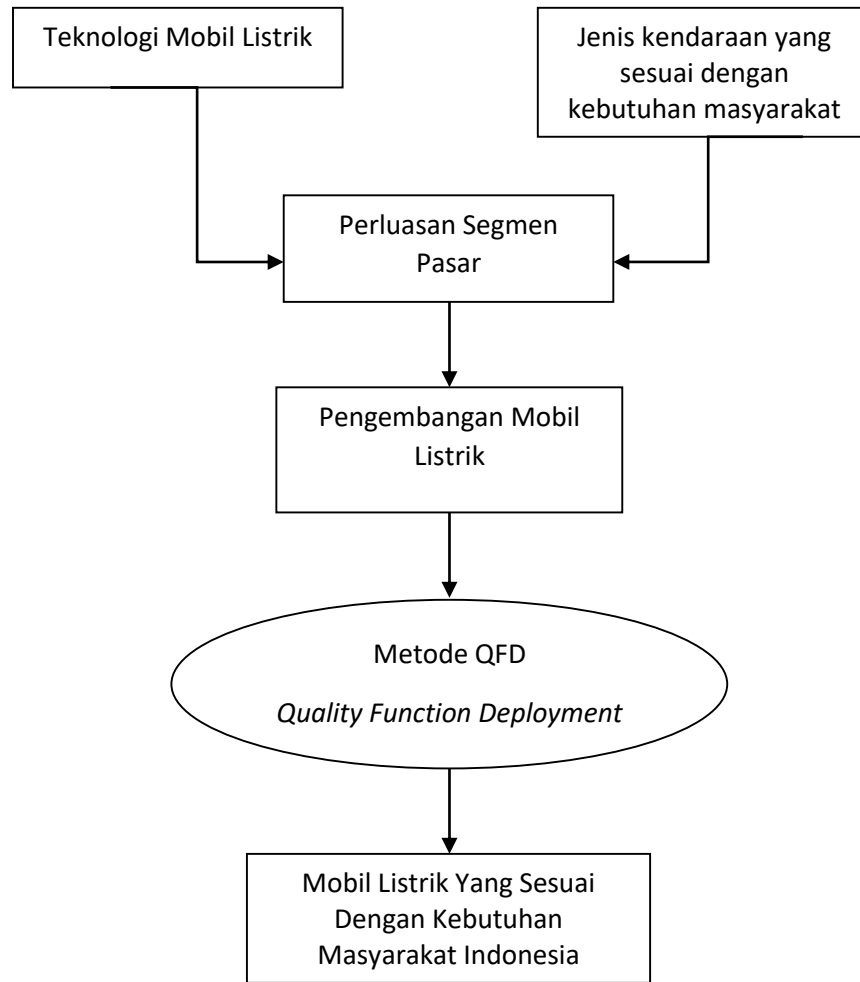 Teknologi Mobil Listrik
Jenis kendaraan yang
sesuai dengan
kebutuhan masyarakat
Perluasan Segmen
Pasar
Pengembangan Mobil
Listrik
Metode QFD
Quality Function Deployment
Mobil Listrik Yang Sesuai
Dengan Kebutuhan
Masyarakat Indonesia